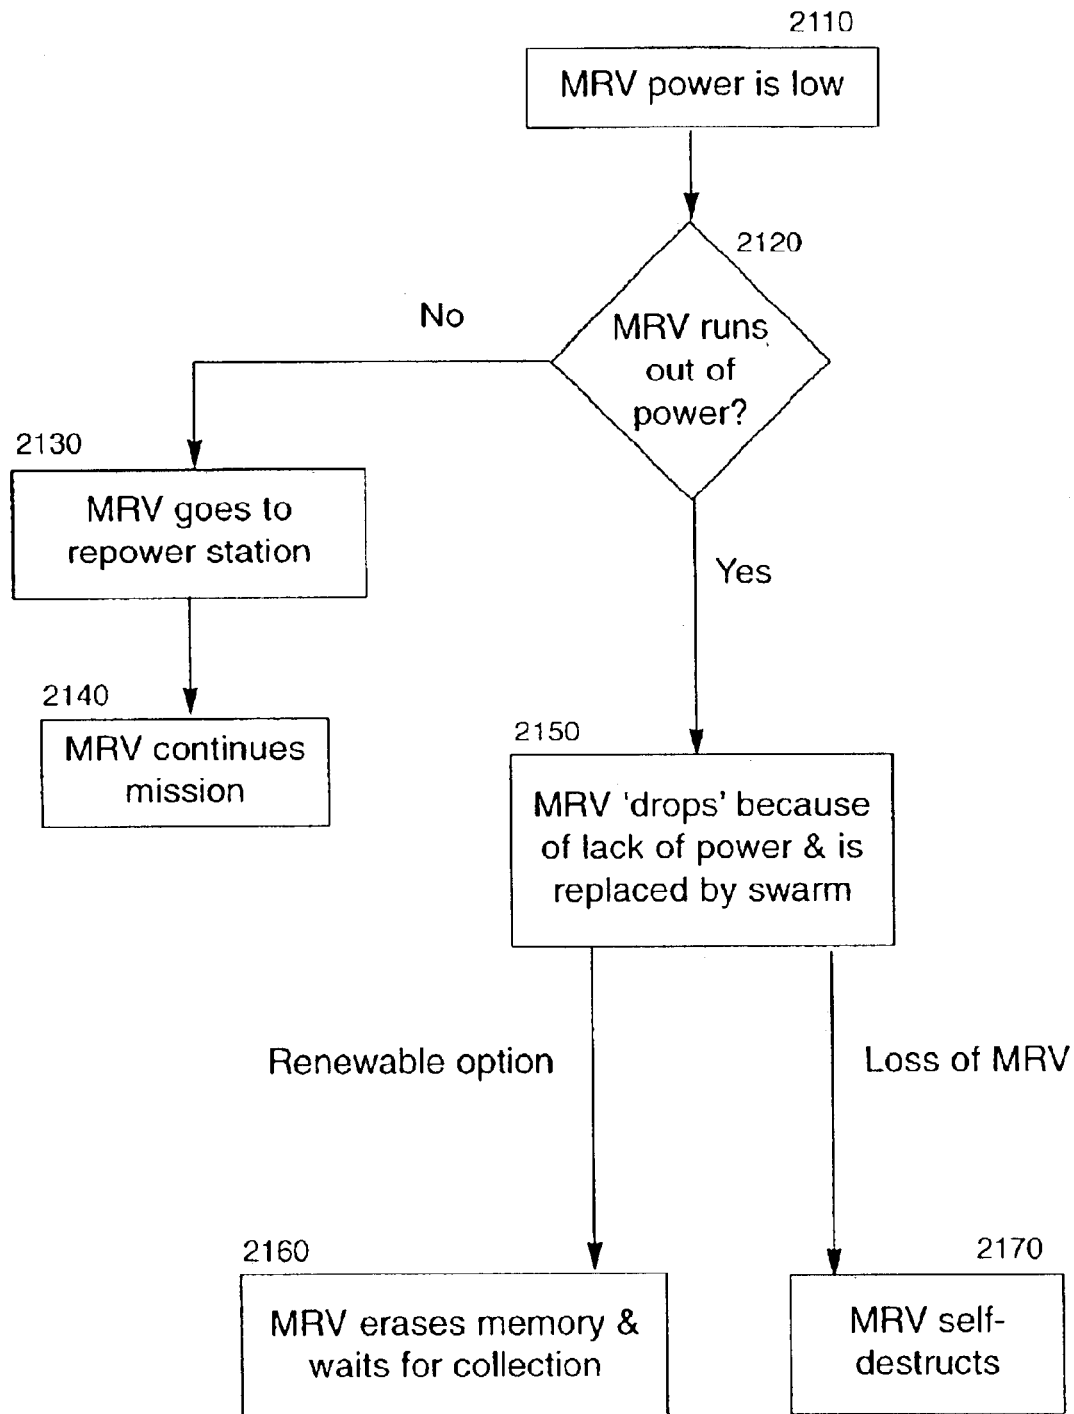 2110
MRV power is low
2120
MRV runs
out of
power?
No
2130
MRV goes to
repower station
2140
MRV continues
mission
Yes
2150
MRV 'drops' because
of lack of power & is
replaced by swarm
Renewable option
Loss of MRV
2160
MRV erases memory &
waits for collection
2170
MRV self-
destructs